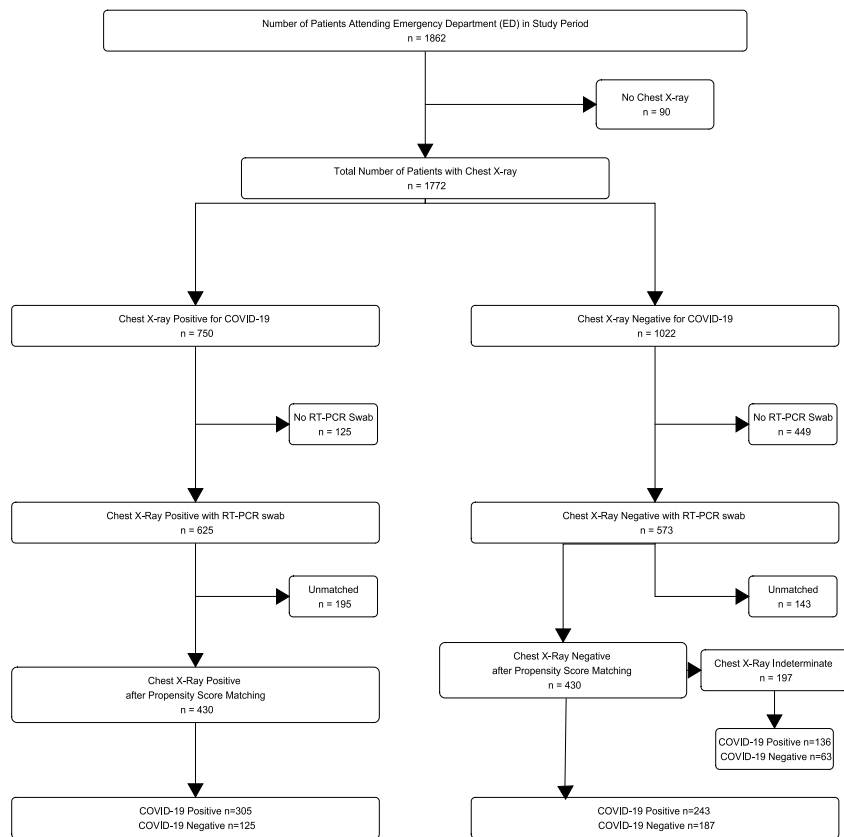 Number of Patients Attending Emergency Department (ED) in Study Period
n = 1862
No Chest X-ray
n = 90
Total Number of Patients with Chest X-ray
n = 1772
Chest X-ray Positive for COVID-19
n = 750
Chest X-ray Negative for COVID-19
n = 1022
No RT-PCR Swab
n = 125
No RT-PCR Swab
n = 449
Chest X-Ray Positive with RT-PCR swab
n = 625
Chest X-Ray Negative with RT-PCR swab
n = 573
Unmatched
n = 195
Unmatched
n = 143
Chest X-Ray Positive
after Propensity Score Matching
n = 430
Chest X-Ray Negative
after Propensity Score Matching
n = 430
Chest X-Ray Indeterminate
n = 197
COVID-19 Positive n=136
COVID-19 Negative n=63
COVID-19 Positive n=305
COVID-19 Negative n=125
COVID-19 Positive n=243
COVID-19 Negative n=187